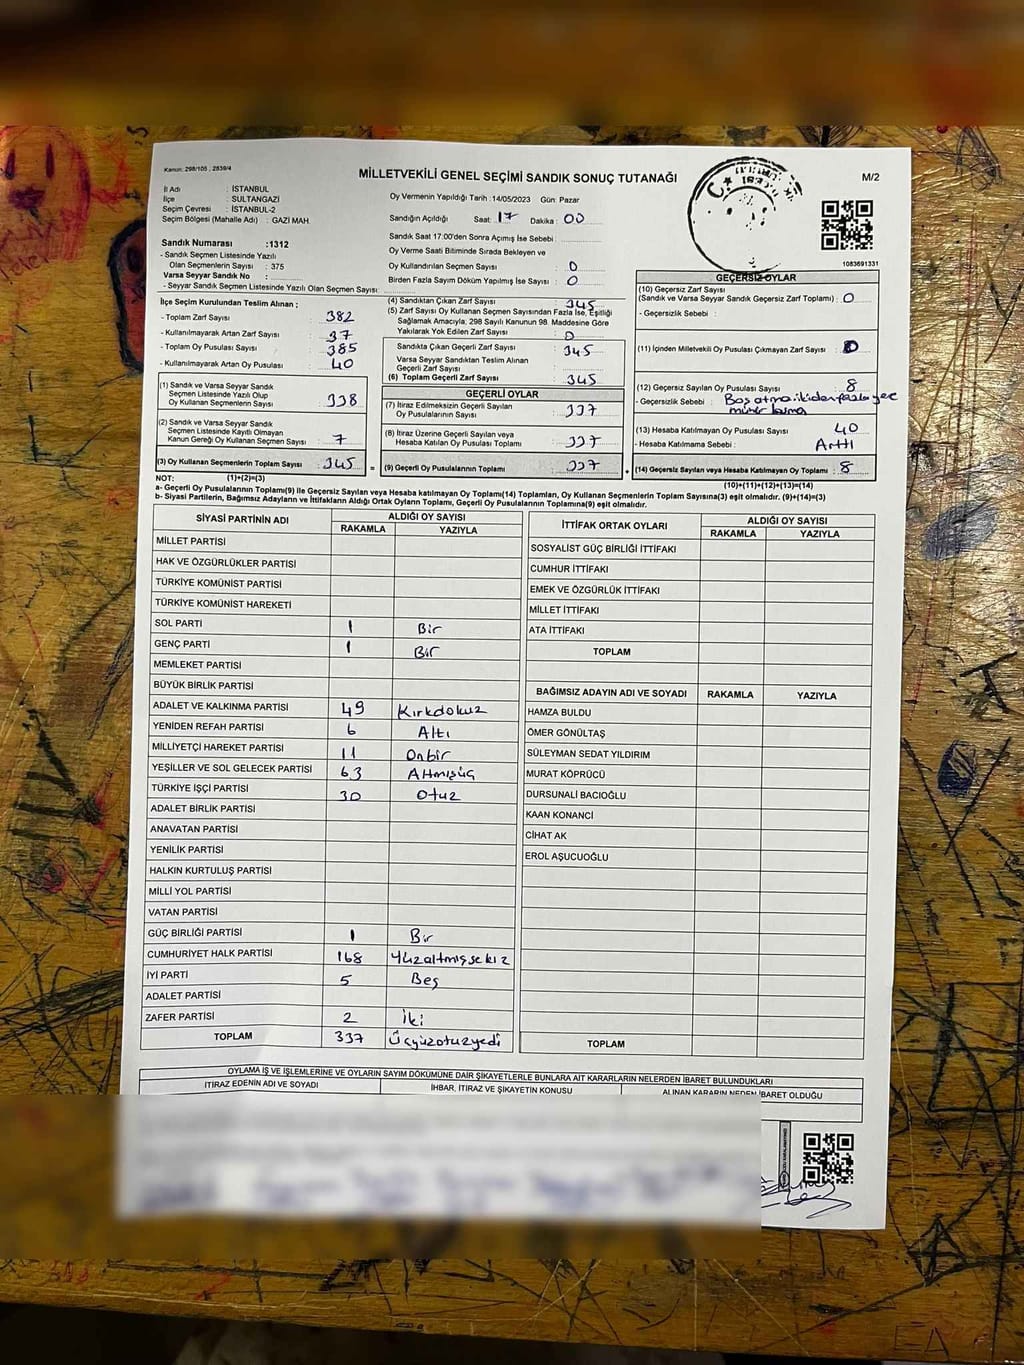 Kanun: 298/105 , 2839/4
MİLLETVEKİLİ GENEL SEÇİMİ SANDIK SONUÇ TUTANAĞI
M/2
İl Adı : İSTANBUL
İlçe : SULTANGAZİ
Seçim Çevresi : İSTANBUL-2
Seçim Bölgesi (Mahalle Adı) : GAZİ MAH.
Sandık Numarası : 1312
- Sandık Seçmen Listesinde Yazılı
Olan Seçmenlerin Sayısı : 375
Varsa Seyyar Sandık No :
- Seyyar Sandık Seçmen Listesinde Yazılı Olan Seçmen Sayısı:
Oy Vermenin Yapıldığı Tarih : 14/05/2023 Gün: Pazar
Sandığın Açıldığı Saat: 17 Dakika : 00
Sandık Saat 17:00'den Sonra Açımış İse Sebebi :
Oy Verme Saati Bitiminde Sırada Bekleyen ve
Oy Kullandırılan Seçmen Sayısı : 0
Birden Fazla Sayım Döküm Yapılmış İse Sayısı : 0
1083691331
İlçe Seçim Kurulundan Teslim Alınan :
- Toplam Zarf Sayısı : 382
- Kullanılmayarak Artan Zarf Sayısı : 37
- Toplam Oy Pusulası Sayısı : 385
- Kullanılmayarak Artan Oy Pusulası : 40
(1) Sandık ve Varsa Seyyar Sandık
Seçmen Listesinde Yazılı Olup
Oy Kullanan Seçmenlerin Sayısı : 338
(2) Sandık ve Varsa Seyyar Sandık
Seçmen Listesinde Kayıtlı Olmayan
Kanun Gereği Oy Kullanan Seçmen Sayısı : 7
(3) Oy Kullanan Seçmenlerin Toplam Sayısı : 345
(1)+(2)=(3)
(4) Sandıktan Çıkan Zarf Sayısı : 345
(5) Zarf Sayısı Oy Kullanan Seçmen Sayısından Fazla İse, Eşitliği
Sağlamak Amacıyla, 298 Sayılı Kanunun 98. Maddesine Göre
Yakılarak Yok Edilen Zarf Sayısı : 0
Sandıkta Çıkan Geçerli Zarf Sayısı : 345
Varsa Seyyar Sandıktan Teslim Alınan
Geçerli Zarf Sayısı :
(6) Toplam Geçerli Zarf Sayısı : 345
GEÇERLİ OYLAR
(7) İtiraz Edilmeksizin Geçerli Sayılan
Oy Pusulalarının Sayısı : 337
(8) İtiraz Üzerine Geçerli Sayılan veya
Hesaba Katılan Oy Pusulası Toplamı : 337
= (9) Geçerli Oy Pusulalarının Toplamı : 337
GEÇERSİZ OYLAR
(10) Geçersiz Zarf Sayısı
(Sandık ve Varsa Seyyar Sandık Geçersiz Zarf Toplamı) : 0
- Geçersizlik Sebebi :
(11) İçinden Milletvekili Oy Pusulası Çıkmayan Zarf Sayısı : 0
(12) Geçersiz Sayılan Oy Pusulası Sayısı : 8
- Geçersizlik Sebebi : Boş atma ikiden fazla yere
mühür basma
(13) Hesaba Katılmayan Oy Pusulası Sayısı : 40
- Hesaba Katılmama Sebebi : Arttı
+ (14) Geçersiz Sayılan veya Hesaba Katılmayan Oy Toplamı : 8
(10)+(11)+(12)+(13)=(14)
NOT:
a- Geçerli Oy Pusulalarının Toplamı(9) ile Geçersiz Sayılan veya Hesaba katılmayan Oy Toplamı(14) Toplamları, Oy Kullanan Seçmenlerin Toplam Sayısına(3) eşit olmalıdır. (9)+(14)=(3)
b- Siyasi Partilerin, Bağımsız Adayların ve İttifakların Aldığı Ortak Oyların Toplamı, Geçerli Oy Pusulalarının Toplamına(9) eşit olmalıdır.
SİYASİ PARTİNİN ADI ALDIĞI OY SAYISI
RAKAMLA YAZIYLA
MİLLET PARTİSİ
HAK VE ÖZGÜRLÜKLER PARTİSİ
TÜRKİYE KOMÜNİST PARTİSİ
TÜRKİYE KOMÜNİST HAREKETİ
SOL PARTİ 1 Bir
GENÇ PARTİ 1 Bir
MEMLEKET PARTİSİ
BÜYÜK BİRLİK PARTİSİ
ADALET VE KALKINMA PARTİSİ 49 Kırkdokuz
YENİDEN REFAH PARTİSİ 6 Altı
MİLLİYETÇİ HAREKET PARTİSİ 11 Onbir
YEŞİLLER VE SOL GELECEK PARTİSİ 63 Altmışüç
TÜRKİYE İŞÇİ PARTİSİ 30 Otuz
ADALET BİRLİK PARTİSİ
ANAVATAN PARTİSİ
YENİLİK PARTİSİ
HALKIN KURTULUŞ PARTİSİ
MİLLİ YOL PARTİSİ
VATAN PARTİSİ
GÜÇ BİRLİĞİ PARTİSİ 1 Bir
CUMHURİYET HALK PARTİSİ 168 Yüzaltmışsekiz
İYİ PARTİ 5 Beş
ADALET PARTİSİ
ZAFER PARTİSİ 2 İki
TOPLAM 337 Üçyüzotuzyedi
İTTİFAK ORTAK OYLARI ALDIĞI OY SAYISI
RAKAMLA YAZIYLA
SOSYALİST GÜÇ BİRLİĞİ İTTİFAKI
CUMHUR İTTİFAKI
EMEK VE ÖZGÜRLÜK İTTİFAKI
MİLLET İTTİFAKI
ATA İTTİFAKI
TOPLAM
BAĞIMSIZ ADAYIN ADI VE SOYADI RAKAMLA YAZIYLA
HAMZA BULDU
ÖMER GÖNÜLTAŞ
SÜLEYMAN SEDAT YILDIRIM
MURAT KÖPRÜCÜ
DURSUNALİ BACIOĞLU
KAAN KONANCİ
CİHAT AK
EROL AŞUCUOĞLU
TOPLAM
OYLAMA İŞ VE İŞLEMLERİNE VE OYLARIN SAYIM DÖKÜMÜNE DAİR ŞİKAYETLERLE BUNLARA AİT KARARLARIN NELERDEN İBARET BULUNDUKLARI
İTİRAZ EDENİN ADI VE SOYADI İHBAR, İTİRAZ VE ŞİKAYETİN KONUSU ALINAN KARARIN NEDEN İBARET OLDUĞU